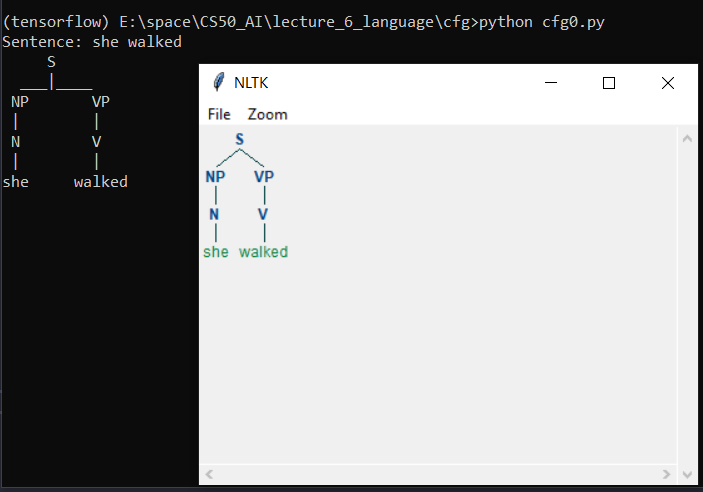 (tensorflow) E:\space\CS50_AI\lecture_6_language\cfg>python cfg0.py
Sentence: she walked
S
___|____
NP VP
| |
N V
| |
she walked
NLTK
File Zoom
S
NP VP
N V
she walked